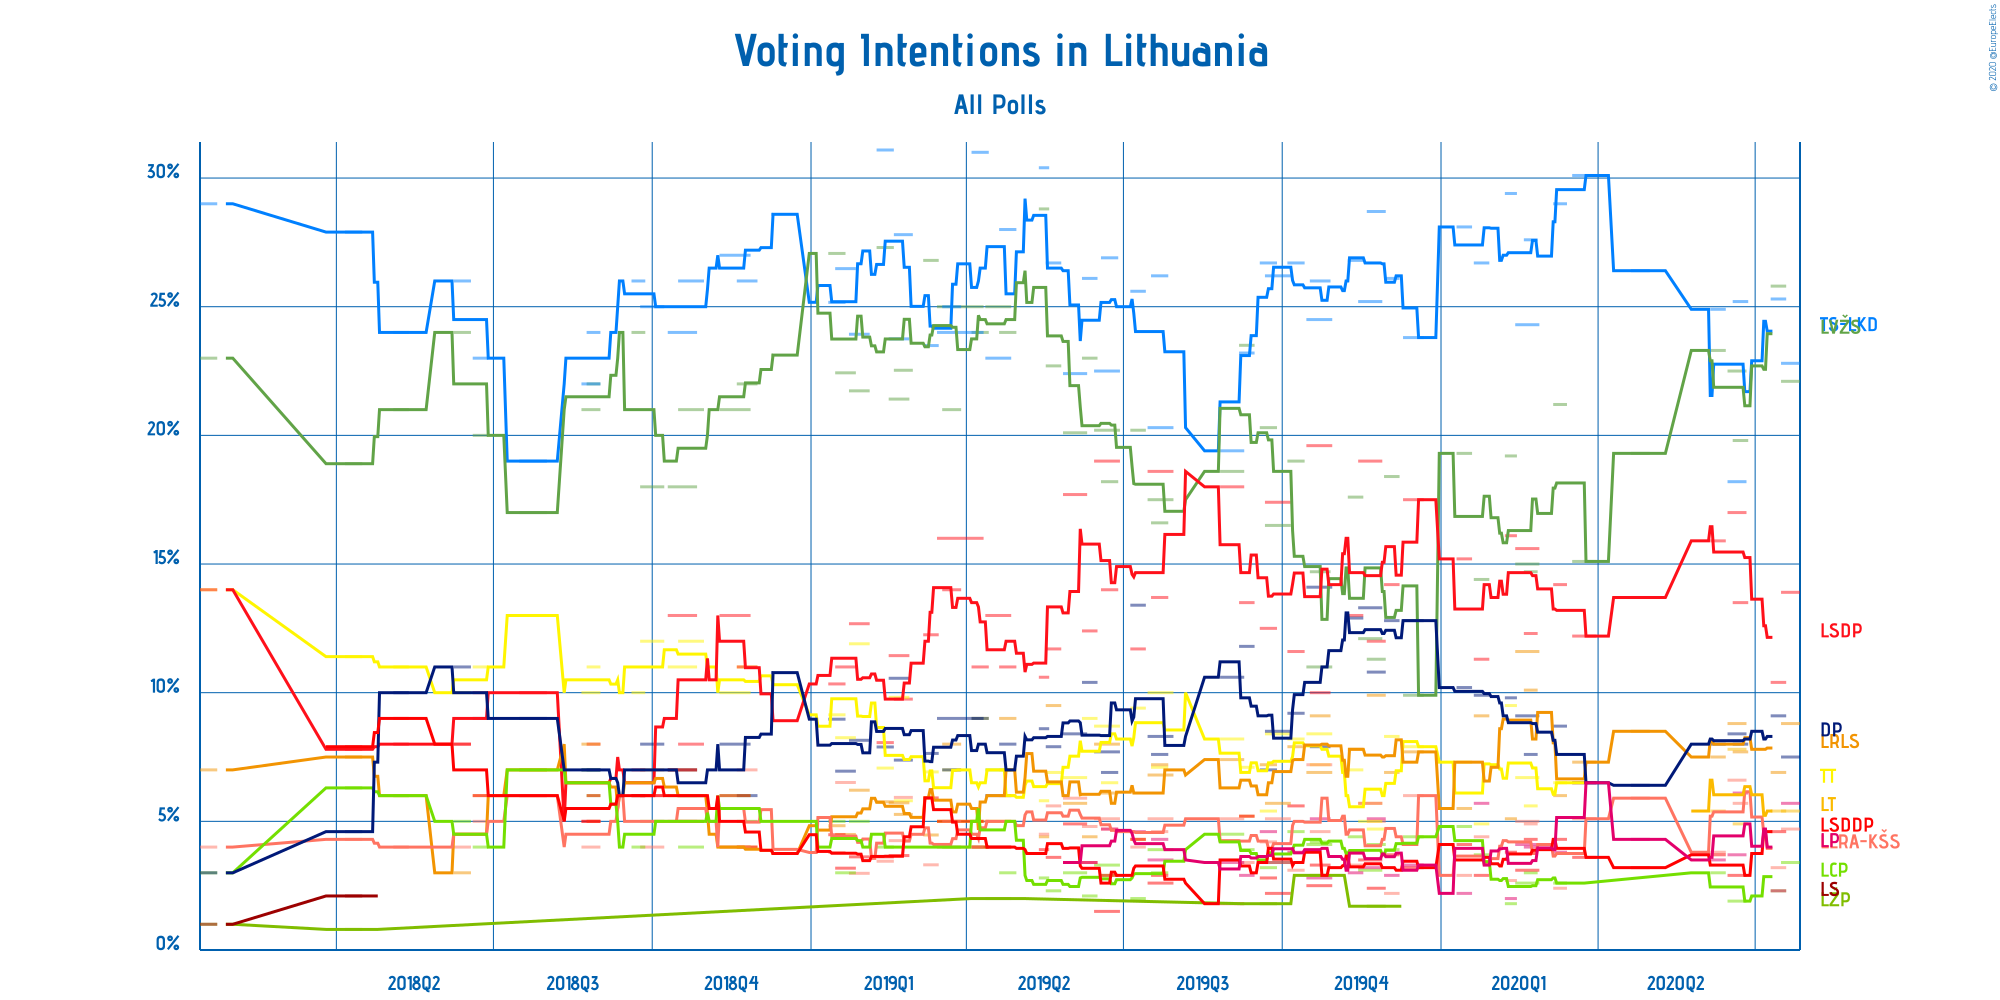 © 2020 @EuropeElects
Voting Intentions in Lithuania
All Polls
30%
25%
20%
15%
10%
5%
0%
TS-LKD
LVŽS
LSDP
DP
LRLS
TT
LT
LSDDP
LP
LLRA-KŠS
LCP
LS
LŽP
2018Q2
2018Q3
2018Q4
2019Q1
2019Q2
2019Q3
2019Q4
2020Q1
2020Q2